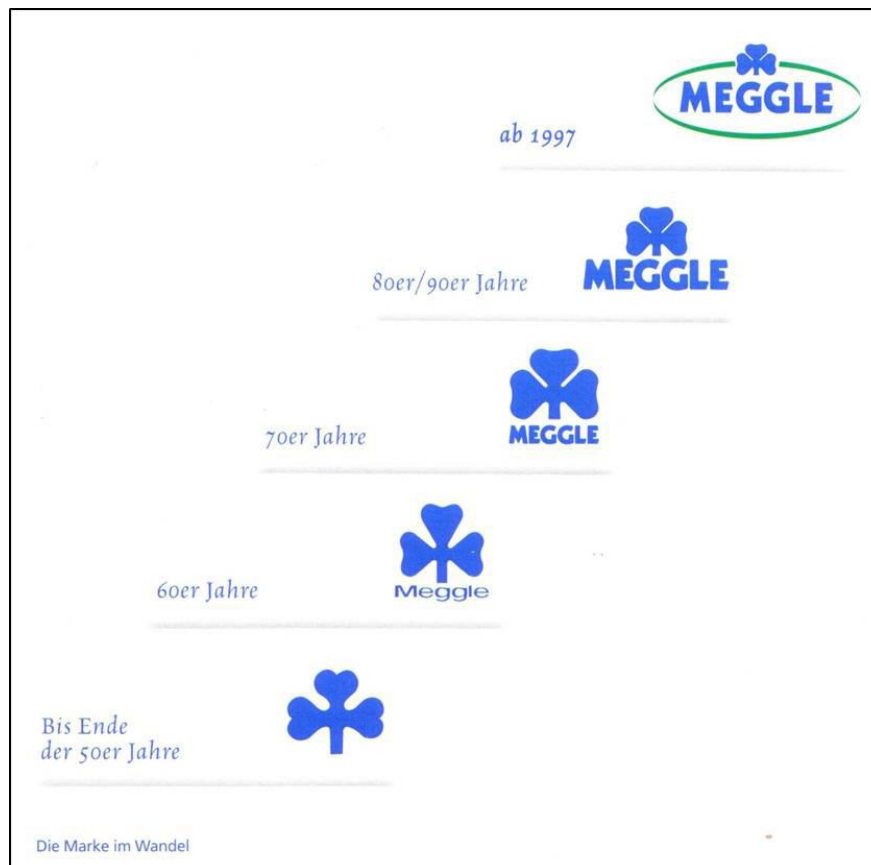 MEGGLE
ab 1997
MEGGLE
80er/90er Jahre
MEGGLE
70er Jahre
Meggle
60er Jahre
Bis Ende
der 50er Jahre
Die Marke im Wandel